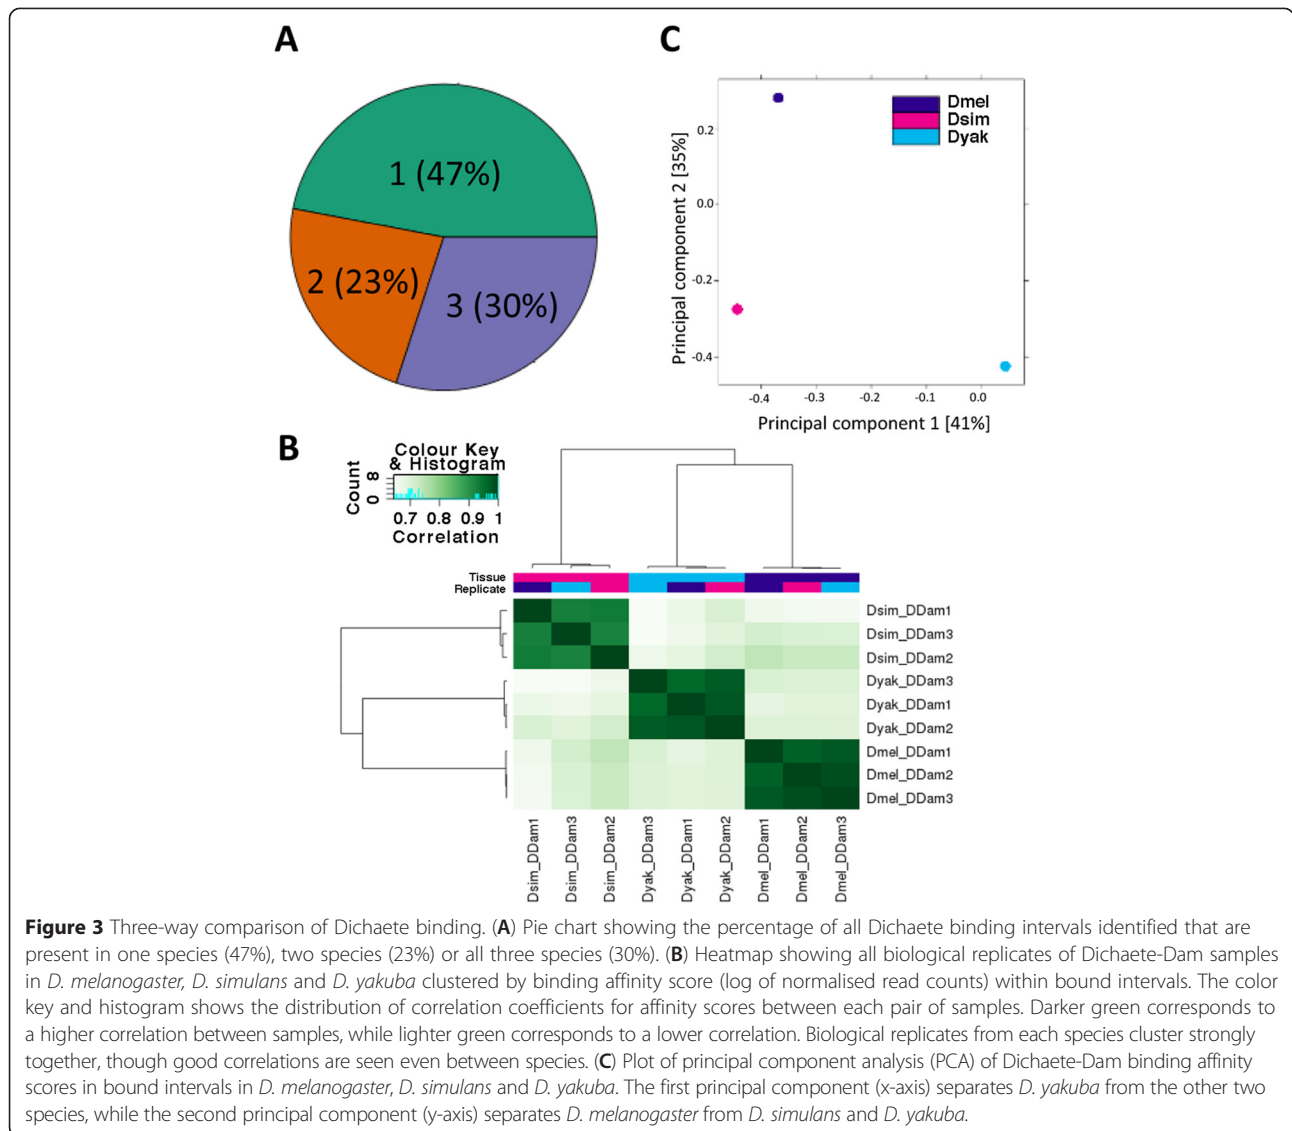 A
1 (47%)
2 (23%)
3 (30%)
C
Dmel
Dsim
Dyak
0.2
0.0
-0.2
-0.4
Principal component 2 [35%]
-0.4 -0.3 -0.2 -0.1 0.0
Principal component 1 [41%]
B
Colour Key
& Histogram
Count
8
0
0.7 0.8 0.9 1
Correlation
Tissue
Replicate
Dsim_DDam1
Dsim_DDam3
Dsim_DDam2
Dyak_DDam3
Dyak_DDam1
Dyak_DDam2
Dmel_DDam1
Dmel_DDam2
Dmel_DDam3
Dsim_DDam1
Dsim_DDam3
Dsim_DDam2
Dyak_DDam3
Dyak_DDam1
Dyak_DDam2
Dmel_DDam1
Dmel_DDam2
Dmel_DDam3
Figure 3 Three-way comparison of Dichaete binding. (A) Pie chart showing the percentage of all Dichaete binding intervals identified that are
present in one species (47%), two species (23%) or all three species (30%). (B) Heatmap showing all biological replicates of Dichaete-Dam samples
in D. melanogaster, D. simulans and D. yakuba clustered by binding affinity score (log of normalised read counts) within bound intervals. The color
key and histogram shows the distribution of correlation coefficients for affinity scores between each pair of samples. Darker green corresponds to
a higher correlation between samples, while lighter green corresponds to a lower correlation. Biological replicates from each species cluster strongly
together, though good correlations are seen even between species. (C) Plot of principal component analysis (PCA) of Dichaete-Dam binding affinity
scores in bound intervals in D. melanogaster, D. simulans and D. yakuba. The first principal component (x-axis) separates D. yakuba from the other two
species, while the second principal component (y-axis) separates D. melanogaster from D. simulans and D. yakuba.